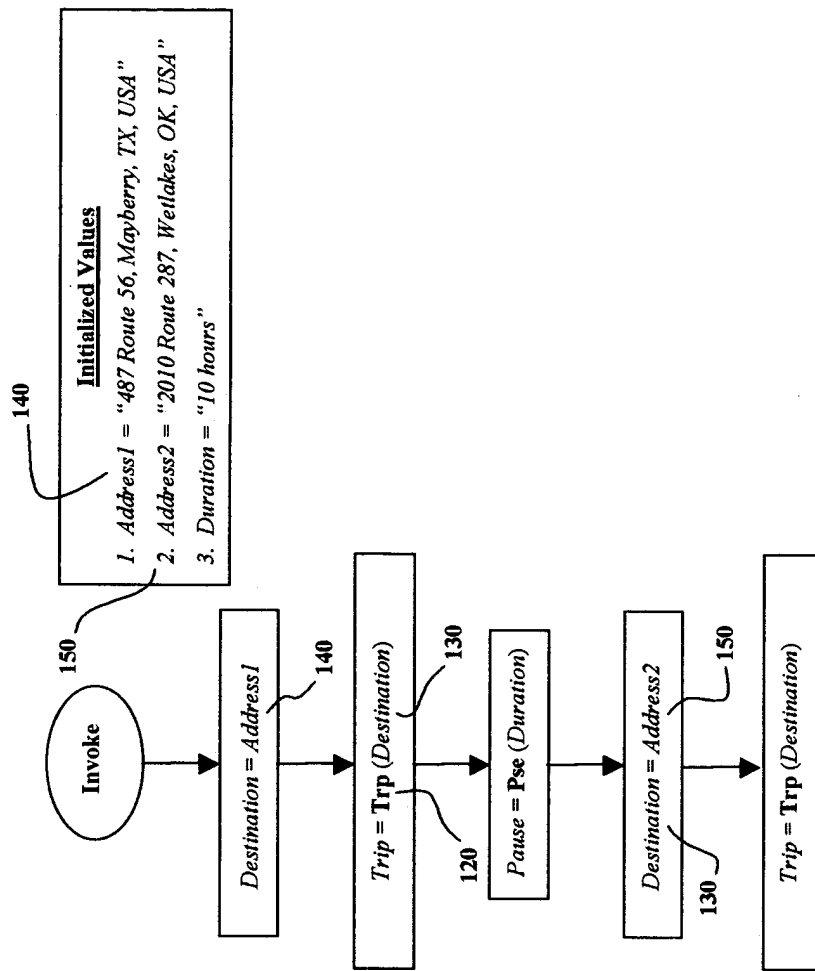 140
Initialized Values
1. Address1 = “487 Route 56, Mayberry, TX, USA”
2. Address2 = “2010 Route 287, Wetlakes, OK, USA”
3. Duration = “10 hours”
150
Invoke
Destination = Address1
140
Trip = Trp (Destination)
130
120
Pause = Pse (Duration)
Destination = Address2
150
130
Trip = Trp (Destination)